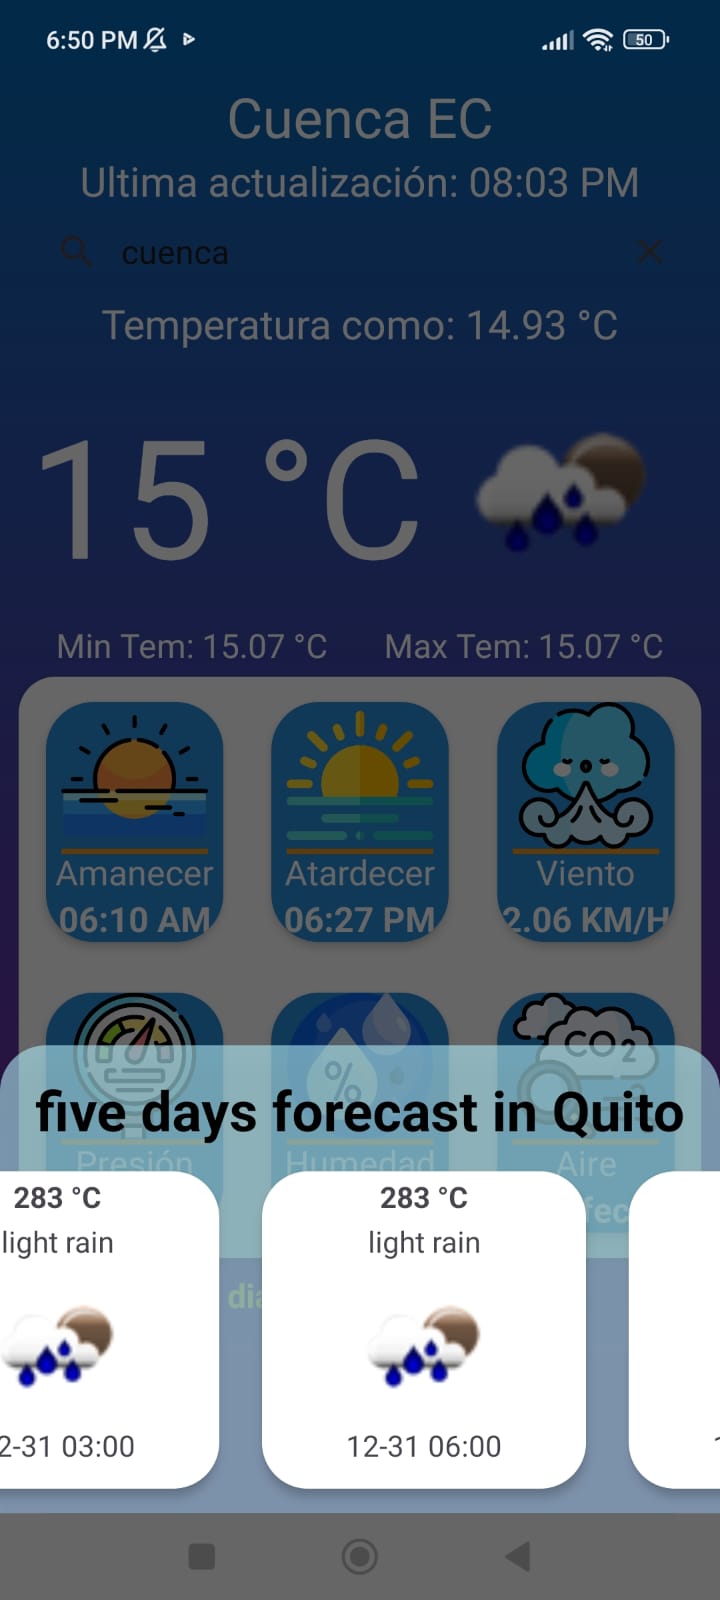 6:50 PM
50
Cuenca EC
Ultima actualización: 08:03 PM
cuenca
Temperatura como: 14.93 °C
15 °C
Min Tem: 15.07 °C Max Tem: 15.07 °C
Amanecer Atardecer Viento
06:10 AM 06:27 PM 2.06 KM/H
CO2
%
five days forecast in Quito
Presión Humedad Aire
fec
283 °C 283 °C
light rain light rain
dia
2-31 03:00 12-31 06:00